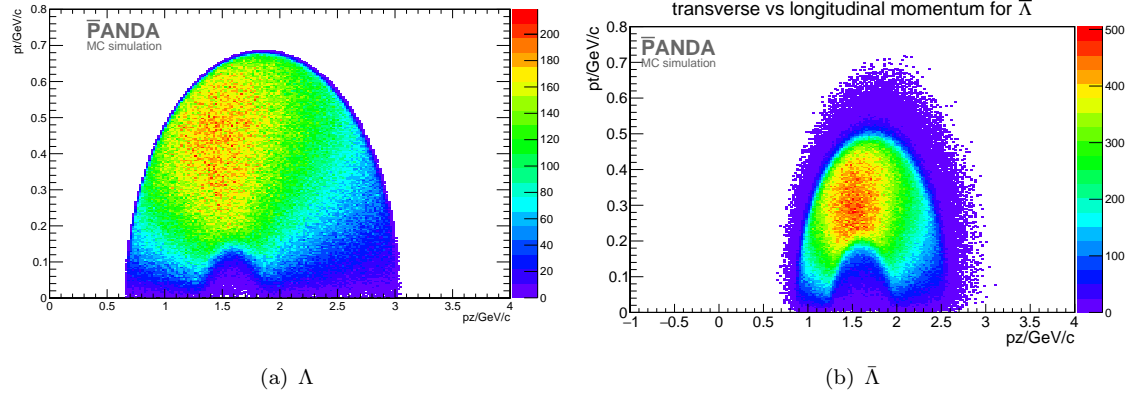 transverse vs longitudinal momentum for Λ̅
pt/GeV/c
0.8
0.7
0.6
0.5
0.4
0.3
0.2
0.1
0
P̅ANDA
MC simulation
0 0.5 1 1.5 2 2.5 3 3.5 4
pz/GeV/c
200
180
160
140
120
100
80
60
40
20
0
pt/GeV/c
0.8
0.7
0.6
0.5
0.4
0.3
0.2
0.1
0
P̅ANDA
MC simulation
−1 −0.5 0 0.5 1 1.5 2 2.5 3 3.5 4
pz/GeV/c
500
400
300
200
100
0
(a) Λ
(b) Λ̄